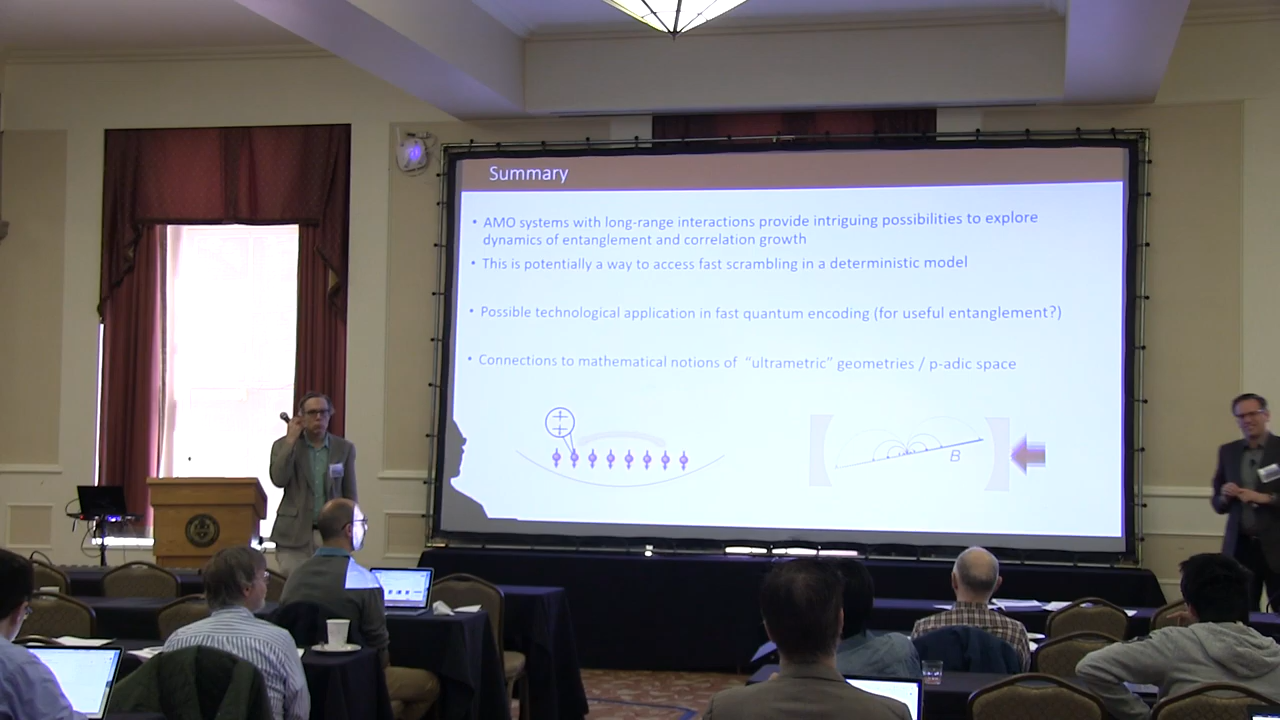 Summary
• AMO systems with long-range interactions provide intriguing possibilities to explore
dynamics of entanglement and correlation growth
• This is potentially a way to access fast scrambling in a deterministic model
• Possible technological application in fast quantum encoding (for useful entanglement?)
• Connections to mathematical notions of “ultrametric” geometries / p-adic space
B